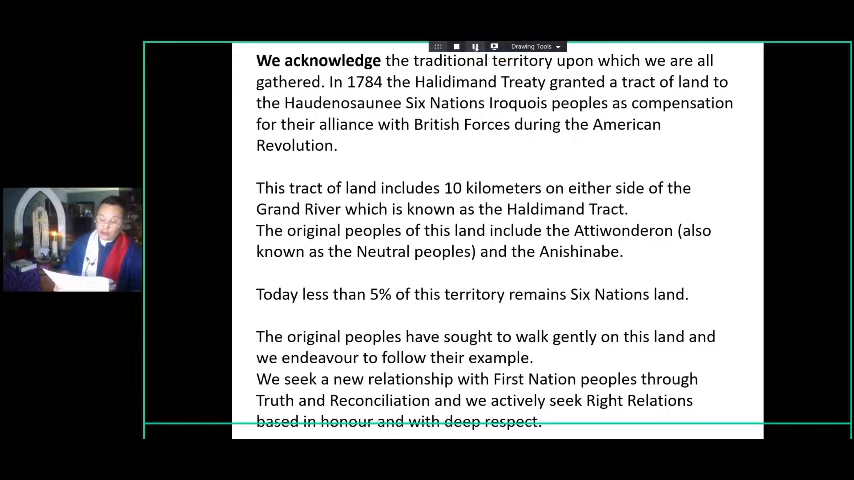 Drawing Tools
We acknowledge the traditional territory upon which we are all
gathered. In 1784 the Halidimand Treaty granted a tract of land to
the Haudenosaunee Six Nations Iroquois peoples as compensation
for their alliance with British Forces during the American
Revolution.
This tract of land includes 10 kilometers on either side of the
Grand River which is known as the Haldimand Tract.
The original peoples of this land include the Attiwonderon (also
known as the Neutral peoples) and the Anishinabe.
Today less than 5% of this territory remains Six Nations land.
The original peoples have sought to walk gently on this land and
we endeavour to follow their example.
We seek a new relationship with First Nation peoples through
Truth and Reconciliation and we actively seek Right Relations
based in honour and with deep respect.